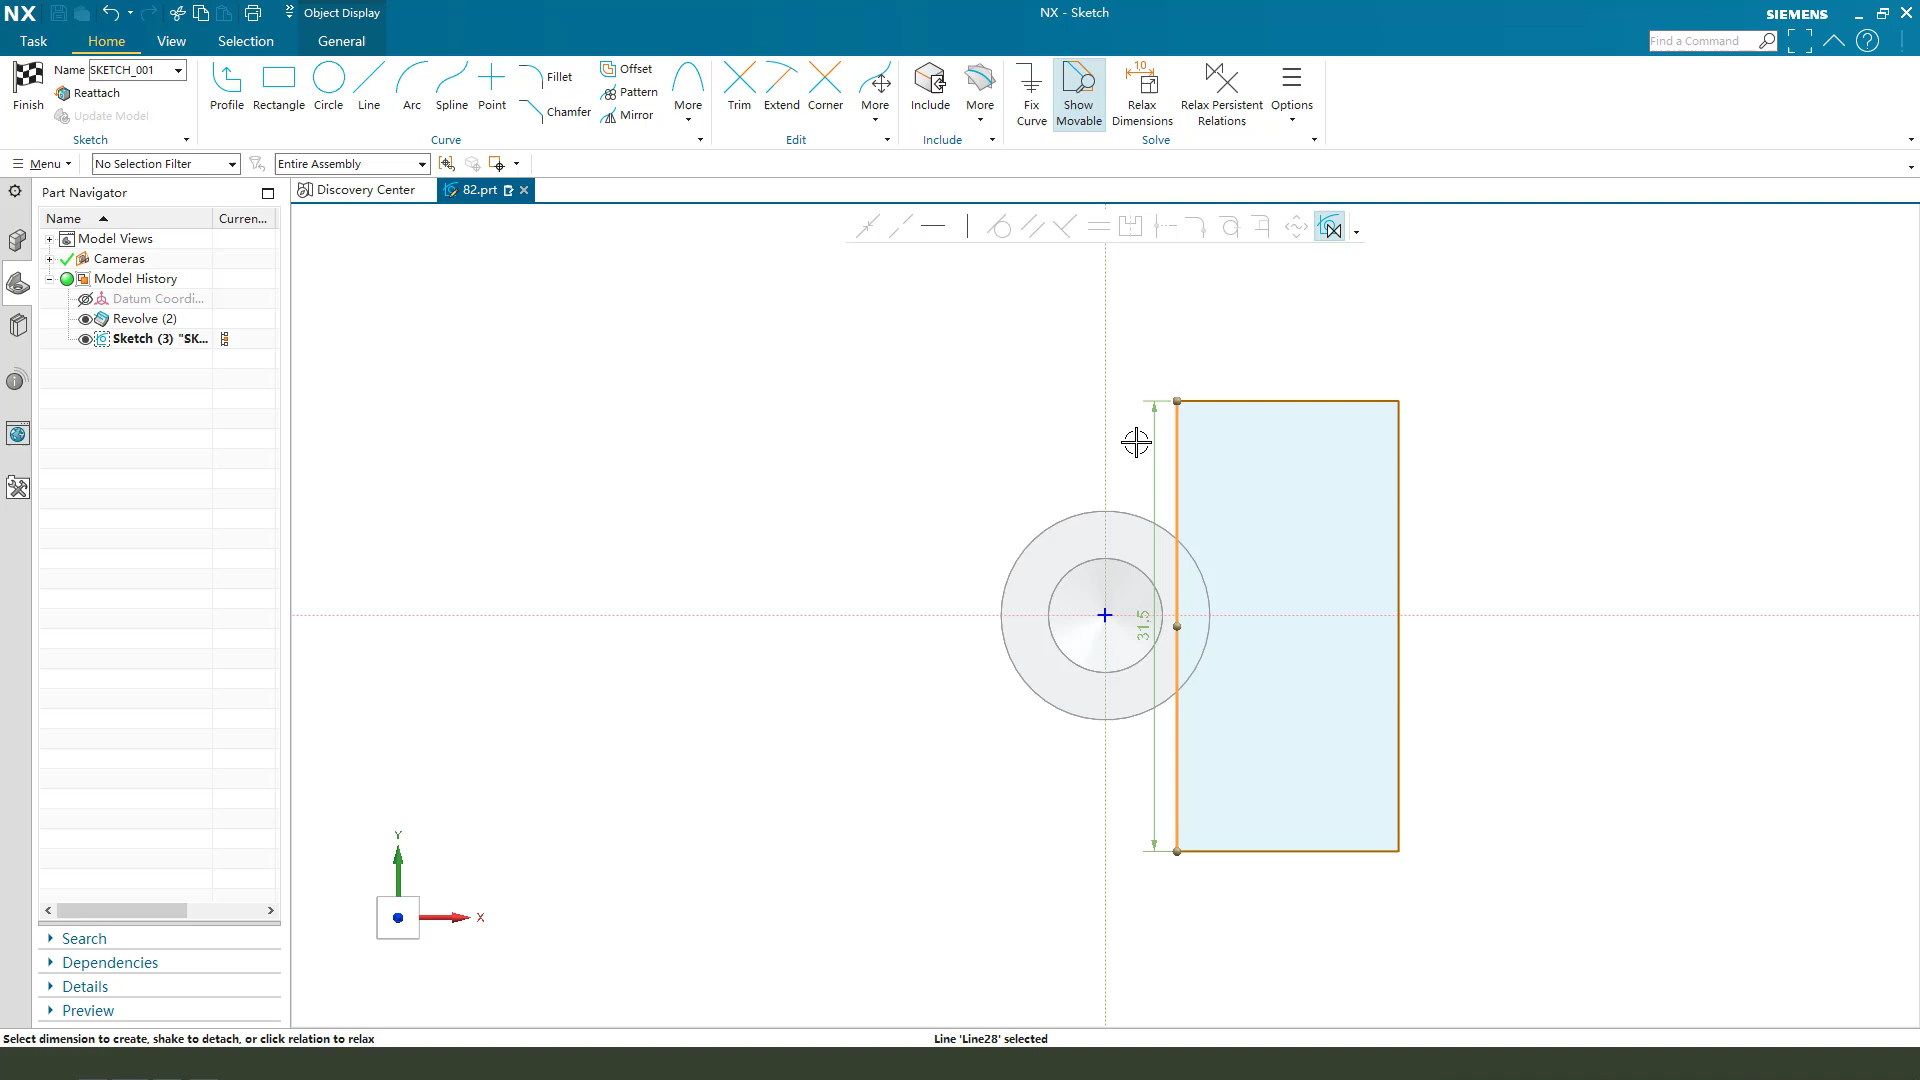 NX
Object Display
NX - Sketch
SIEMENS
Task
Home
View
Selection
General
Find a Command
Finish
Name SKETCH_001
Reattach
Update Model
Sketch
Profile
Rectangle
Circle
Line
Arc
Spline
Point
Fillet
Chamfer
Offset
Pattern
Mirror
More
Curve
Trim
Extend
Corner
More
Edit
Include
More
Include
Fix
Curve
Show
Movable
1,0
Relax
Dimensions
Relax Persistent
Relations
Options
Solve
Menu
No Selection Filter
Entire Assembly
Part Navigator
Discovery Center
82.prt
Name
Curren...
Model Views
Cameras
Model History
Datum Coordi...
Revolve (2)
Sketch (3) "SK...
31,5
Y
X
Search
Dependencies
Details
Preview
Select dimension to create, shake to detach, or click relation to relax
Line 'Line28' selected